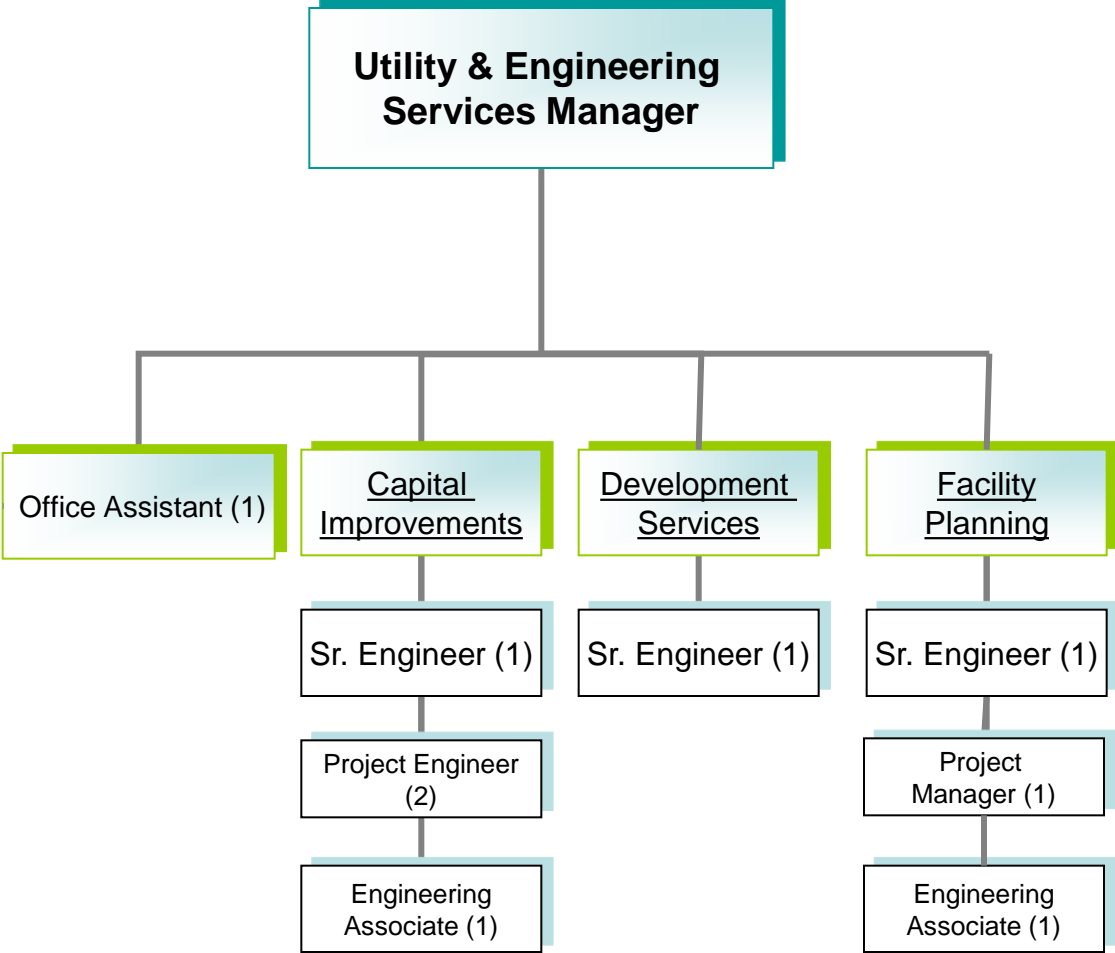 Utility & Engineering
Services Manager
Office Assistant (1)
Capital
Improvements
Development
Services
Facility
Planning
Sr. Engineer (1)
Sr. Engineer (1)
Sr. Engineer (1)
Project Engineer
(2)
Project
Manager (1)
Engineering
Associate (1)
Engineering
Associate (1)